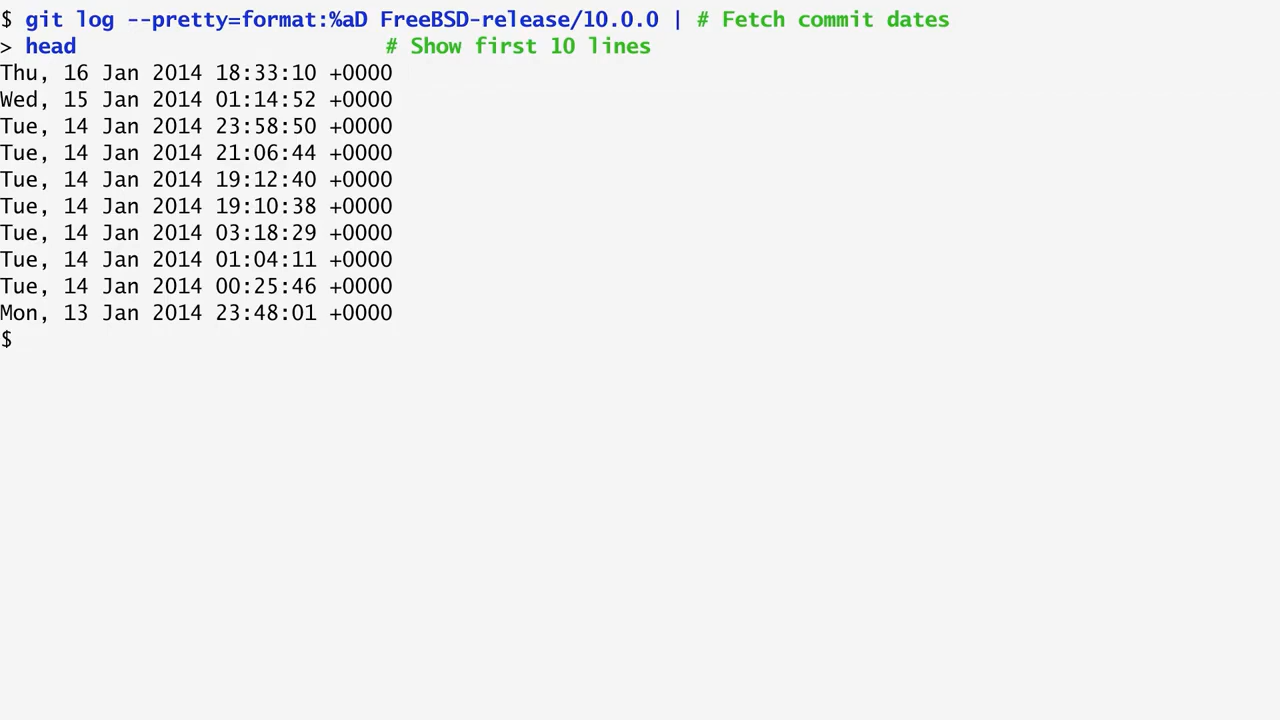 $ git log --pretty=format:%aD FreeBSD-release/10.0.0 | # Fetch commit dates
> head # Show first 10 lines
Thu, 16 Jan 2014 18:33:10 +0000
Wed, 15 Jan 2014 01:14:52 +0000
Tue, 14 Jan 2014 23:58:50 +0000
Tue, 14 Jan 2014 21:06:44 +0000
Tue, 14 Jan 2014 19:12:40 +0000
Tue, 14 Jan 2014 19:10:38 +0000
Tue, 14 Jan 2014 03:18:29 +0000
Tue, 14 Jan 2014 01:04:11 +0000
Tue, 14 Jan 2014 00:25:46 +0000
Mon, 13 Jan 2014 23:48:01 +0000
$